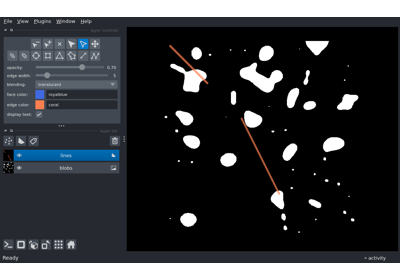 File View Plugins Window Help
opacity: 0.70
edge width: 5
blending: translucent
face color: royalblue
edge color: coral
display text: ✓
lines
blobs
Ready
activity